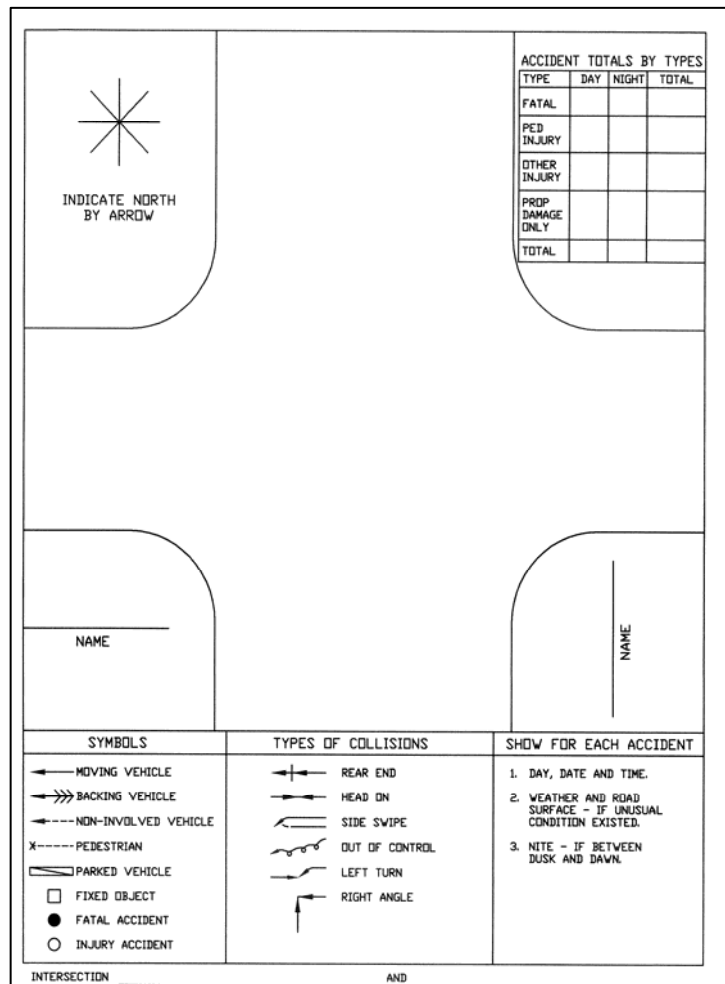 ACCIDENT TOTALS BY TYPES
TYPE DAY NIGHT TOTAL
FATAL
PED
INJURY
OTHER
INJURY
PROP
DAMAGE
ONLY
TOTAL
INDICATE NORTH
BY ARROW
NAME
NAME
SYMBOLS
MOVING VEHICLE
BACKING VEHICLE
NON-INVOLVED VEHICLE
PEDESTRIAN
PARKED VEHICLE
FIXED OBJECT
FATAL ACCIDENT
INJURY ACCIDENT
TYPES OF COLLISIONS
REAR END
HEAD ON
SIDE SWIPE
OUT OF CONTROL
LEFT TURN
RIGHT ANGLE
SHOW FOR EACH ACCIDENT
1. DAY, DATE AND TIME.
2. WEATHER AND ROAD
SURFACE - IF UNUSUAL
CONDITION EXISTED.
3. NITE - IF BETWEEN
DUSK AND DAWN.
INTERSECTION AND